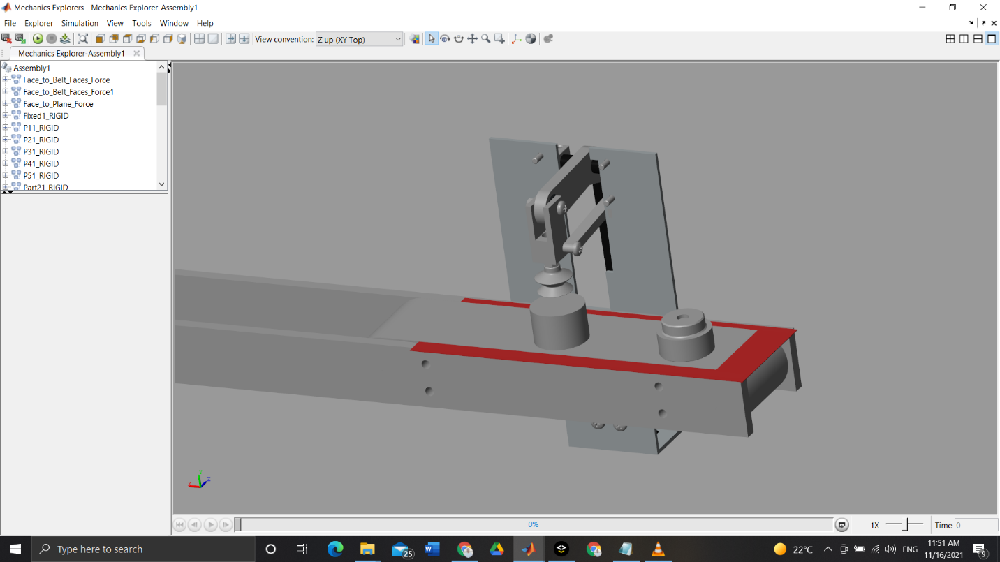 Mechanics Explorers - Mechanics Explorer-Assembly1
File Explorer Simulation View Tools Window Help
View convention: Z up (XY Top)
Mechanics Explorer-Assembly1
Assembly1
Face_to_Belt_Faces_Force
Face_to_Belt_Faces_Force1
Face_to_Plane_Force
Fixed1_RIGID
P11_RIGID
P21_RIGID
P31_RIGID
P41_RIGID
P51_RIGID
Part21_RIGID
0%
1X
Time 0
Type here to search
25
22°C
ENG
11:51 AM
11/16/2021
9